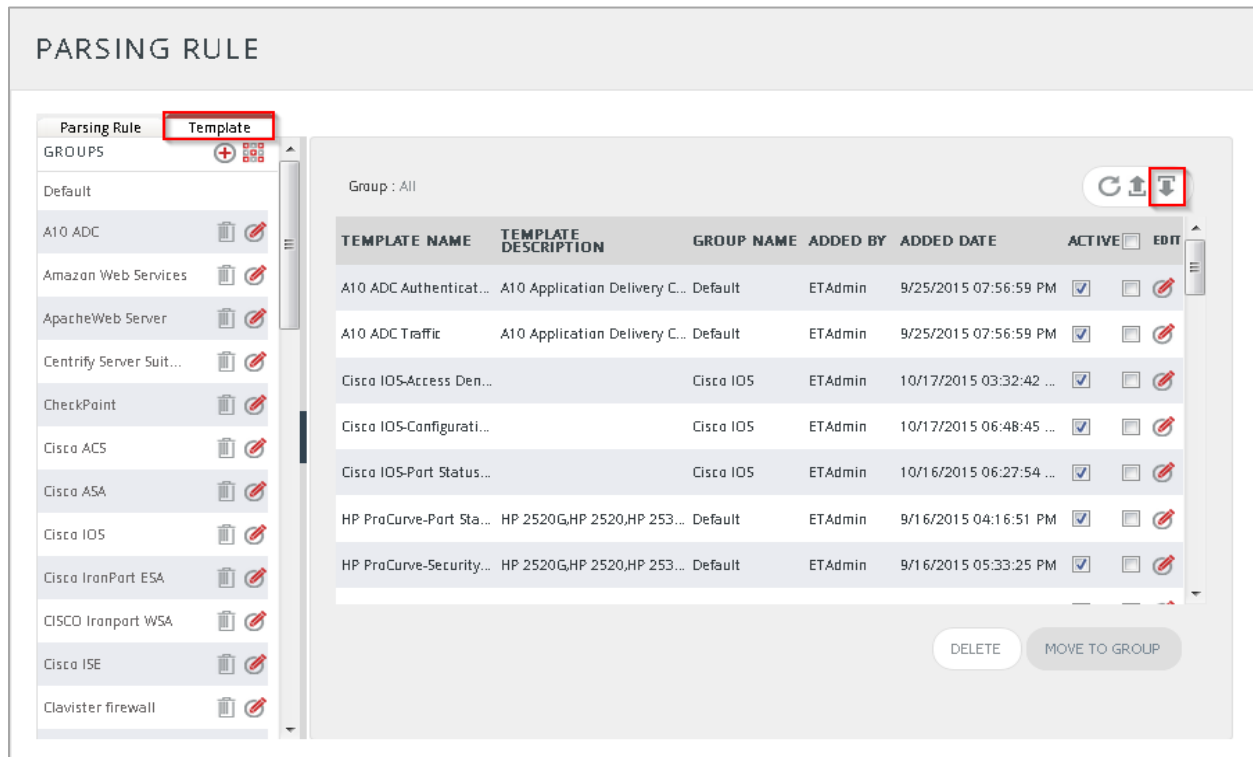 PARSING RULE
Parsing Rule Template
GROUPS
Default
A10 ADC
Amazon Web Services
ApacheWeb Server
Centrify Server Suit...
CheckPoint
Cisco ACS
Cisco ASA
Cisco IOS
Cisco IronPort ESA
CISCO Ironport WSA
Cisco ISE
Clavister firewall
Group : All
TEMPLATE NAME TEMPLATE DESCRIPTION GROUP NAME ADDED BY ADDED DATE ACTIVE EDIT
A10 ADC Authenticat... A10 Application Delivery C... Default ETAdmin 9/25/2015 07:56:59 PM
A10 ADC Traffic A10 Application Delivery C... Default ETAdmin 9/25/2015 07:56:59 PM
Cisco IOS-Access Den... Cisco IOS ETAdmin 10/17/2015 03:32:42 ...
Cisco IOS-Configurati... Cisco IOS ETAdmin 10/17/2015 06:48:45 ...
Cisco IOS-Port Status... Cisco IOS ETAdmin 10/16/2015 06:27:54 ...
HP ProCurve-Port Sta... HP 2520G,HP 2520,HP 253... Default ETAdmin 9/16/2015 04:16:51 PM
HP ProCurve-Security... HP 2520G,HP 2520,HP 253... Default ETAdmin 9/16/2015 05:33:25 PM
DELETE MOVE TO GROUP